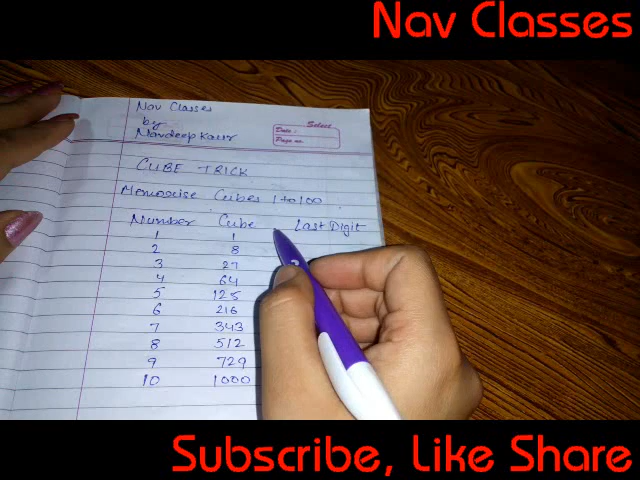 Nav Classes
Nav Classes
by
Navdeep Kaur
Select
Date :
Page no.
CUBE TRICK
Memorise Cubes 1 to 100
Number Cube Last Digit
1 1
2 8
3 27
4 64
5 125
6 216
7 343
8 512
9 729
10 1000
Subscribe, Like Share